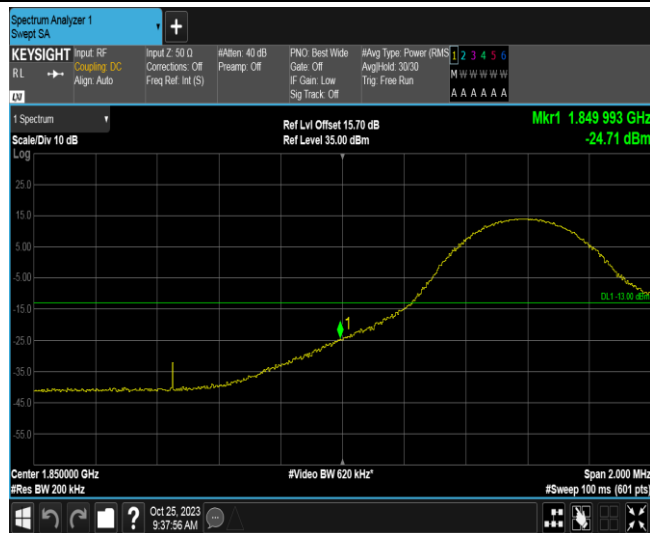 Spectrum Analyzer 1
Swept SA
+
KEYSIGHT
RL
LXI
Input: RF
Coupling: DC
Align: Auto
Input Z: 50 Ω
Corrections: Off
Freq Ref: Int (S)
#Atten: 40 dB
Preamp: Off
PNO: Best Wide
Gate: Off
IF Gain: Low
Sig Track: Off
#Avg Type: Power (RMS
Avg|Hold: 30/30
Trig: Free Run
1 2 3 4 5 6
M W W W W W
A A A A A A
1 Spectrum
Scale/Div 10 dB
Log
Ref Lvl Offset 15.70 dB
Ref Level 35.00 dBm
Mkr1 1.849 993 GHz
-24.71 dBm
25.0
15.0
5.00
-5.00
DL1 -13.00 dBm
-15.0
1
-25.0
-35.0
-45.0
-55.0
Center 1.850000 GHz
#Video BW 620 kHz*
Span 2.000 MHz
#Res BW 200 kHz
#Sweep 100 ms (601 pts)
?
Oct 25, 2023
9:37:56 AM